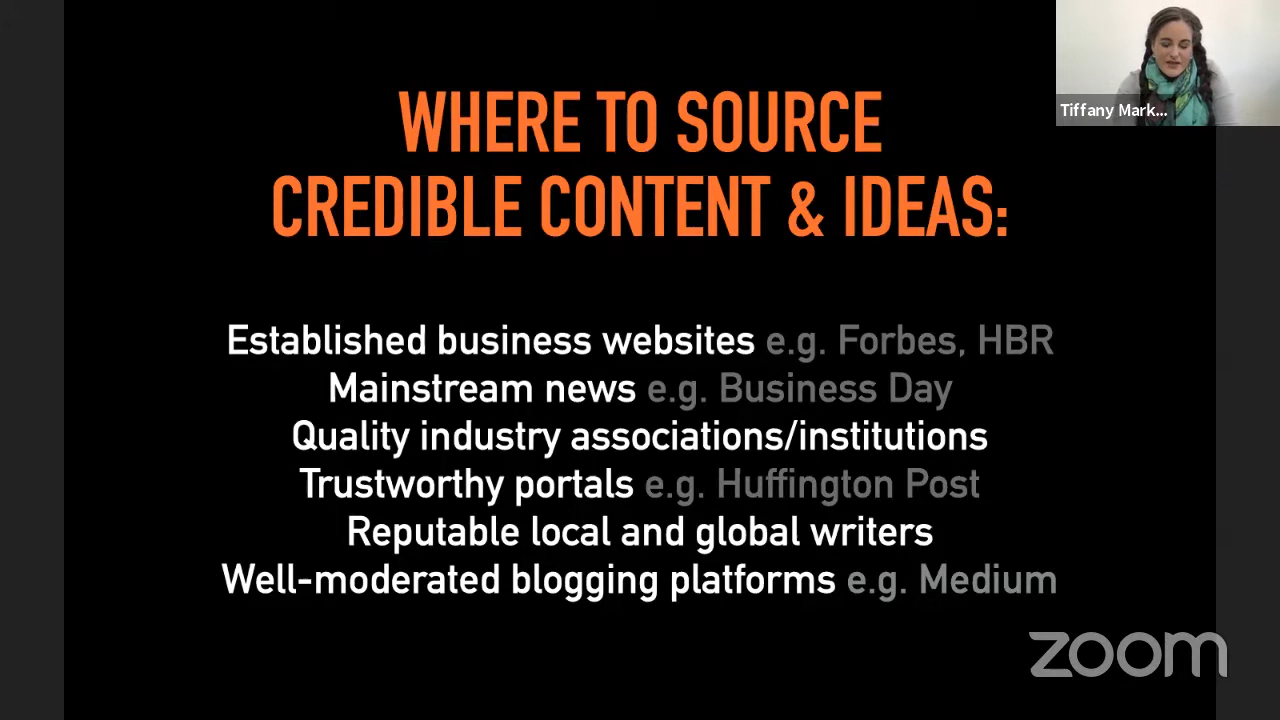 WHERE TO SOURCE
CREDIBLE CONTENT & IDEAS:
Tiffany Mark...
Established business websites e.g. Forbes, HBR
Mainstream news e.g. Business Day
Quality industry associations/institutions
Trustworthy portals e.g. Huffington Post
Reputable local and global writers
Well-moderated blogging platforms e.g. Medium
zoom